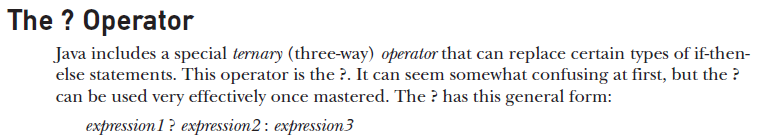 The ? Operator
Java includes a special ternary (three-way) operator that can replace certain types of if-then-
else statements. This operator is the ?. It can seem somewhat confusing at first, but the ?
can be used very effectively once mastered. The ? has this general form:
expression1 ? expression2 : expression3